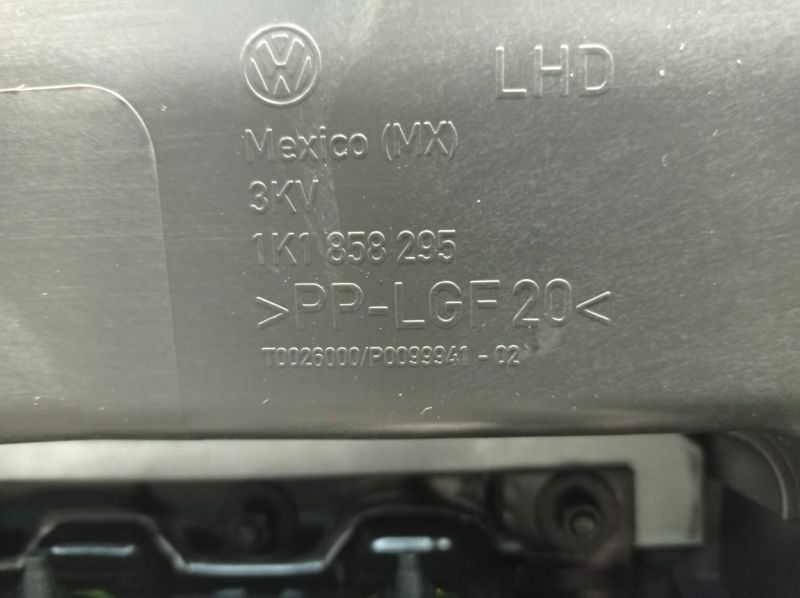 LHD
Mexico (MX)
3KV
1K1 858 295
>PP-LGF20<
T0026000/P0099941 - 02